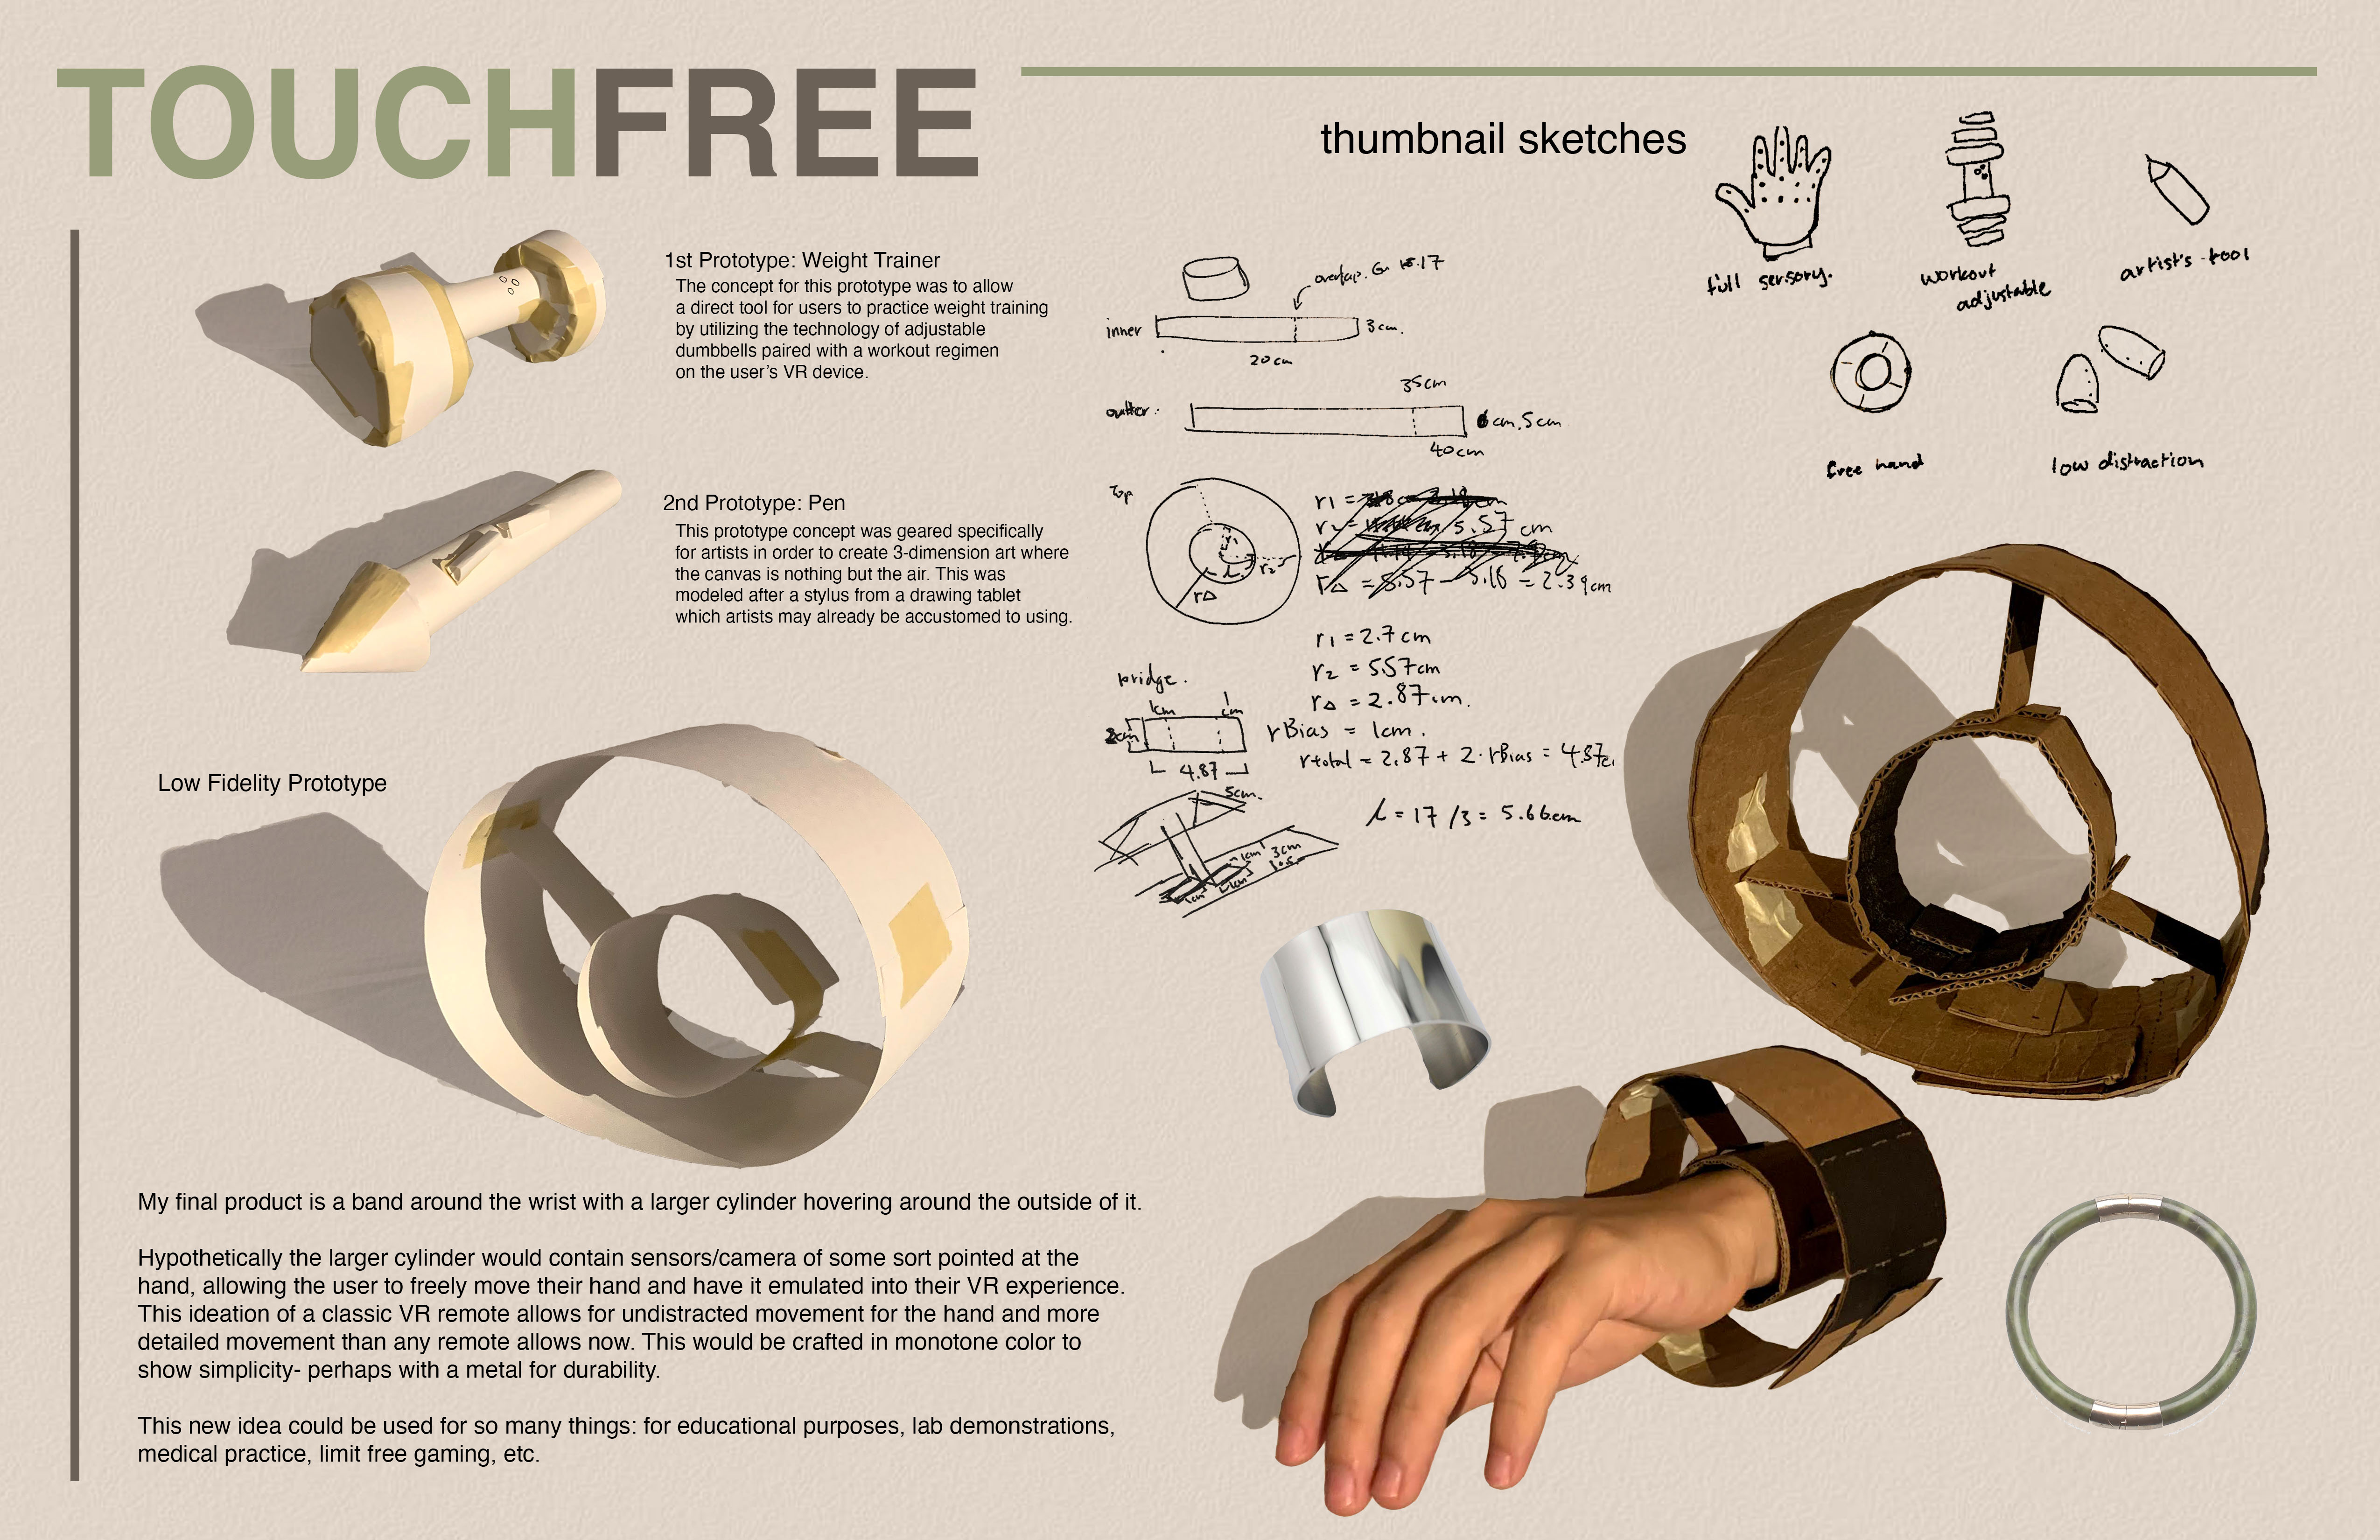 TOUCHFREE
thumbnail sketches
full sensory.
workout
adjustable
artist's tool
free hand
low distraction
1st Prototype: Weight Trainer
The concept for this prototype was to allow
a direct tool for users to practice weight training
by utilizing the technology of adjustable
dumbbells paired with a workout regimen
on the user's VR device.
2nd Prototype: Pen
This prototype concept was geared specifically
for artists in order to create 3-dimension art where
the canvas is nothing but the air. This was
modeled after a stylus from a drawing tablet
which artists may already be accustomed to using.
Low Fidelity Prototype
overlap.
inner
3cm.
20cm
35cm
outter:
cm.5cm
40cm
Top
r1 =
r2 = 5.57 cm
r△ = 5.57 - 3.18 = 2.39cm
r△
r1 = 2.7cm
r2 = 5.57cm
r△ = 2.87cm.
bridge.
1cm
1cm
2cm
4.87
rBias = 1cm.
rtotal = 2.87 + 2·rBias = 4.87c
5cm.
1cm
3cm
1cm
l = 17/3 = 5.66cm
My final product is a band around the wrist with a larger cylinder hovering around the outside of it.
Hypothetically the larger cylinder would contain sensors/camera of some sort pointed at the
hand, allowing the user to freely move their hand and have it emulated into their VR experience.
This ideation of a classic VR remote allows for undistracted movement for the hand and more
detailed movement than any remote allows now. This would be crafted in monotone color to
show simplicity- perhaps with a metal for durability.
This new idea could be used for so many things: for educational purposes, lab demonstrations,
medical practice, limit free gaming, etc.